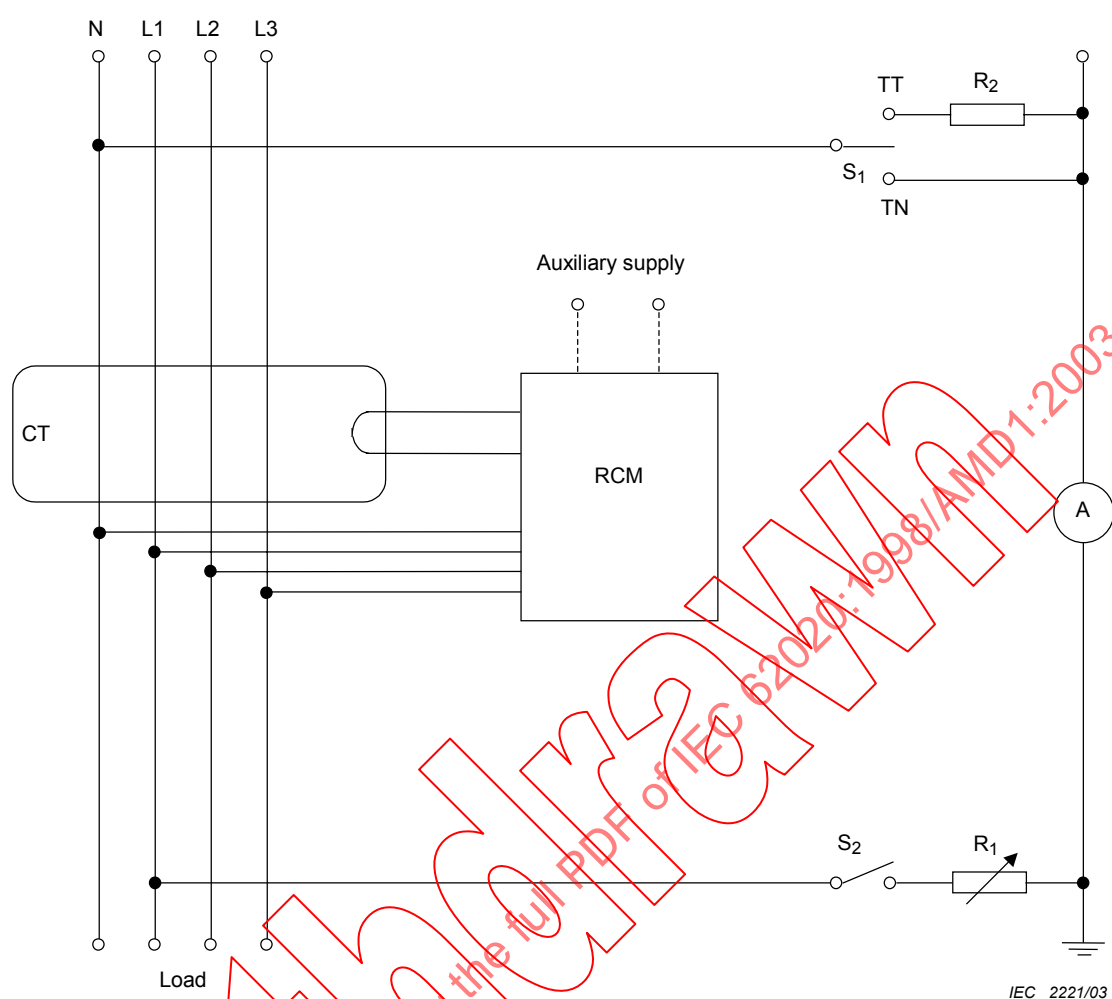 N L1 L2 L3
TT R2
S1
TN
Auxiliary supply
CT
RCM
A
S2 R1
Load
the full PDF of IEC 62020:1998/AMD1:2003
IEC 2221/03